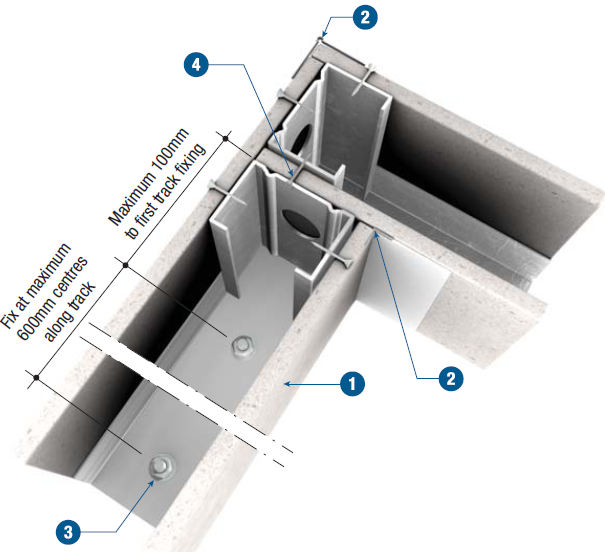 2
4
Maximum 100mm
to first track fixing
Fix at maximum
600mm centres
along track
1
2
3